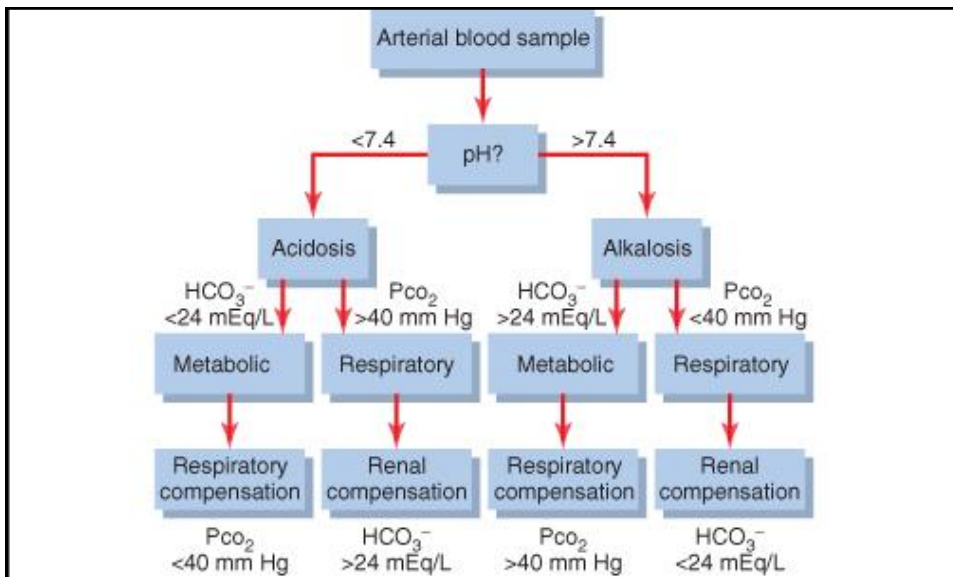 Arterial blood sample
<7.4
pH?
>7.4
Acidosis
Alkalosis
HCO₃⁻
<24 mEq/L
Pco₂
>40 mm Hg
HCO₃⁻
>24 mEq/L
Pco₂
<40 mm Hg
Metabolic
Respiratory
Metabolic
Respiratory
Respiratory
compensation
Renal
compensation
Respiratory
compensation
Renal
compensation
Pco₂
<40 mm Hg
HCO₃⁻
>24 mEq/L
Pco₂
>40 mm Hg
HCO₃⁻
<24 mEq/L